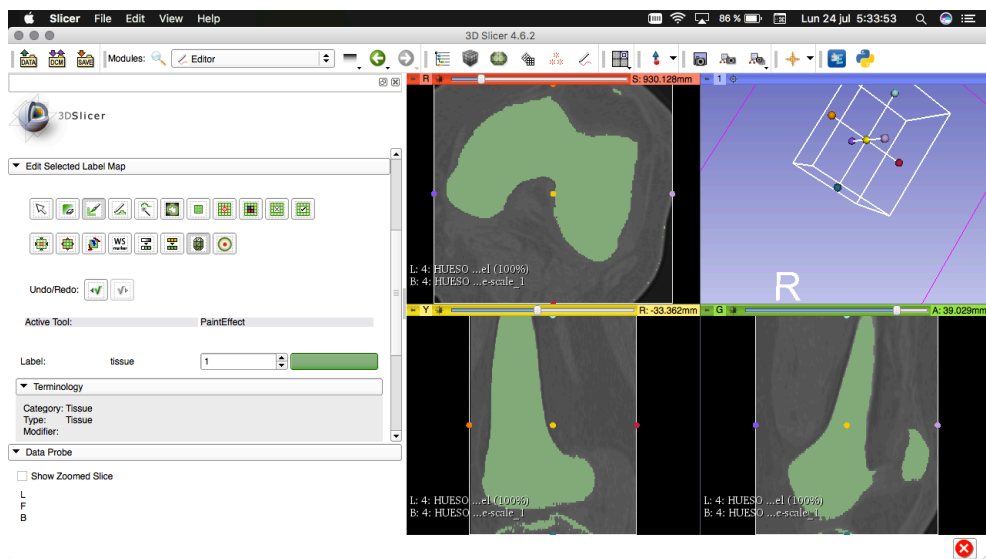 Slicer File Edit View Help 86 % Lun 24 jul 5:33:53
3D Slicer 4.6.2
DATA DCM SAVE Modules: Editor
R S: 930.128mm 1
3DSlicer
Edit Selected Label Map
WS
marker
L: 4: HUESO ...el (100%)
B: 4: HUESO ...e-scale_1
R
Undo/Redo:
Y R: -33.362mm G A: 39.029mm
Active Tool: PaintEffect
Label: tissue 1
Terminology
Category: Tissue
Type: Tissue
Modifier:
Data Probe
Show Zoomed Slice
L
F
B
L: 4: HUESO ...el (100%)
B: 4: HUESO ...e-scale_1
L: 4: HUESO ...el (100%)
B: 4: HUESO ...e-scale_1